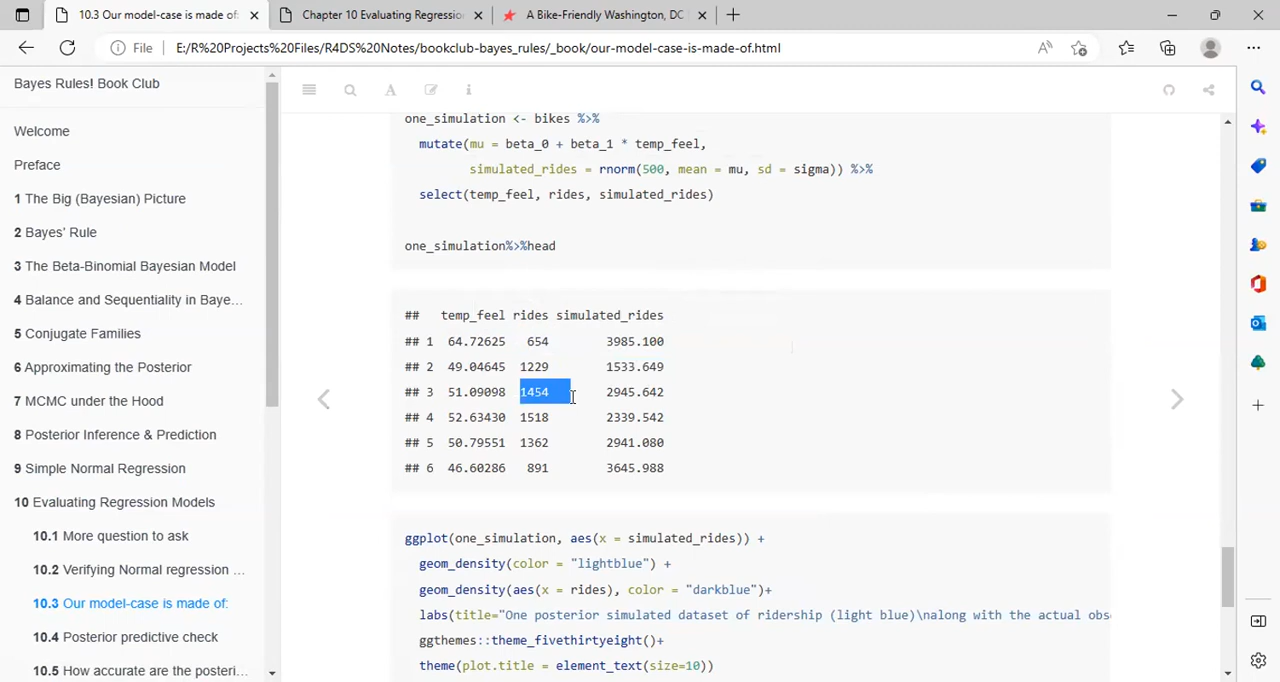 10.3 Our model-case is made of:
Chapter 10 Evaluating Regressio
A Bike-Friendly Washington, DC
File
E:/R%20Projects%20Files/R4DS%20Notes/bookclub-bayes_rules/_book/our-model-case-is-made-of.html
Bayes Rules! Book Club
Welcome
Preface
1 The Big (Bayesian) Picture
2 Bayes' Rule
3 The Beta-Binomial Bayesian Model
4 Balance and Sequentiality in Baye…
5 Conjugate Families
6 Approximating the Posterior
7 MCMC under the Hood
8 Posterior Inference & Prediction
9 Simple Normal Regression
10 Evaluating Regression Models
10.1 More question to ask
10.2 Verifying Normal regression …
10.3 Our model-case is made of:
10.4 Posterior predictive check
10.5 How accurate are the posteri…
one_simulation <- bikes %>%
mutate(mu = beta_0 + beta_1 * temp_feel,
simulated_rides = rnorm(500, mean = mu, sd = sigma)) %>%
select(temp_feel, rides, simulated_rides)
one_simulation%>%head
## temp_feel rides simulated_rides
## 1 64.72625 654 3985.100
## 2 49.04645 1229 1533.649
## 3 51.09098 1454 2945.642
## 4 52.63430 1518 2339.542
## 5 50.79551 1362 2941.080
## 6 46.60286 891 3645.988
ggplot(one_simulation, aes(x = simulated_rides)) +
geom_density(color = "lightblue") +
geom_density(aes(x = rides), color = "darkblue")+
labs(title="One posterior simulated dataset of ridership (light blue)\nalong with the actual obs
ggthemes::theme_fivethirtyeight()+
theme(plot.title = element_text(size=10))